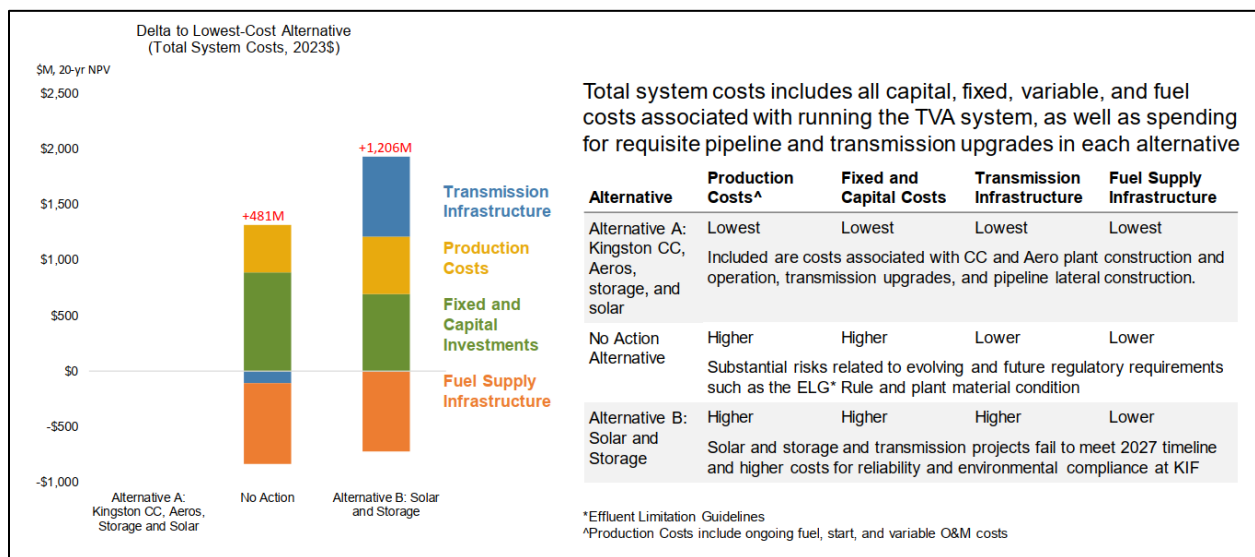 Delta to Lowest-Cost Alternative
(Total System Costs, 2023$)
$M, 20-yr NPV
$2,500
$2,000
$1,500
$1,000
$500
$0
-$500
-$1,000
+481M
+1,206M
Transmission
Infrastructure
Production
Costs
Fixed and
Capital
Investments
Fuel Supply
Infrastructure
Alternative A:
Kingston CC, Aeros,
Storage and Solar
No Action
Alternative B: Solar
and Storage
Total system costs includes all capital, fixed, variable, and fuel
costs associated with running the TVA system, as well as spending
for requisite pipeline and transmission upgrades in each alternative
Alternative
Production
Costs^
Fixed and
Capital Costs
Transmission
Infrastructure
Fuel Supply
Infrastructure
Alternative A:
Kingston CC,
Aeros,
storage, and
solar
Lowest
Lowest
Lowest
Lowest
Included are costs associated with CC and Aero plant construction and
operation, transmission upgrades, and pipeline lateral construction.
No Action
Alternative
Higher
Higher
Lower
Lower
Substantial risks related to evolving and future regulatory requirements
such as the ELG* Rule and plant material condition
Alternative B:
Solar and
Storage
Higher
Higher
Higher
Lower
Solar and storage and transmission projects fail to meet 2027 timeline
and higher costs for reliability and environmental compliance at KIF
*Effluent Limitation Guidelines
^Production Costs include ongoing fuel, start, and variable O&M costs